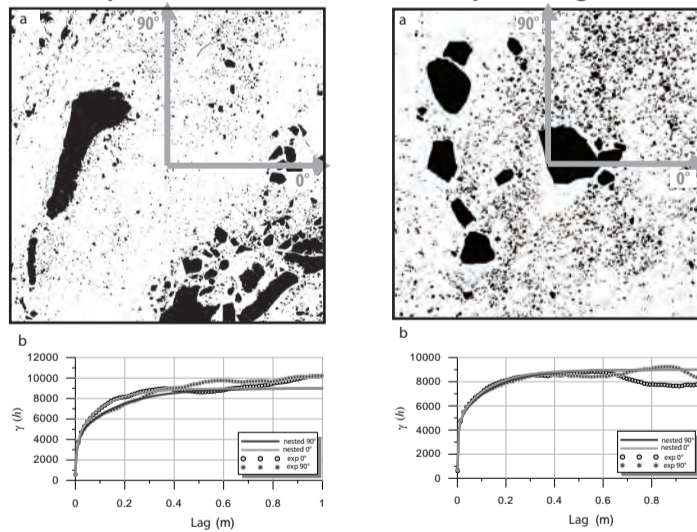 a
90°
0°
b
12000
10000
8000
6000
4000
2000
0
γ (h)
nested 90°
nested 0°
exp 0°
exp 90°
0
0.2
0.4
0.6
0.8
1
Lag (m)
a
90°
0°
b
10000
8000
6000
4000
2000
0
γ (h)
nested 90°
nested 0°
exp 0°
exp 90°
0
0.2
0.4
0.6
0.8
Lag (m)